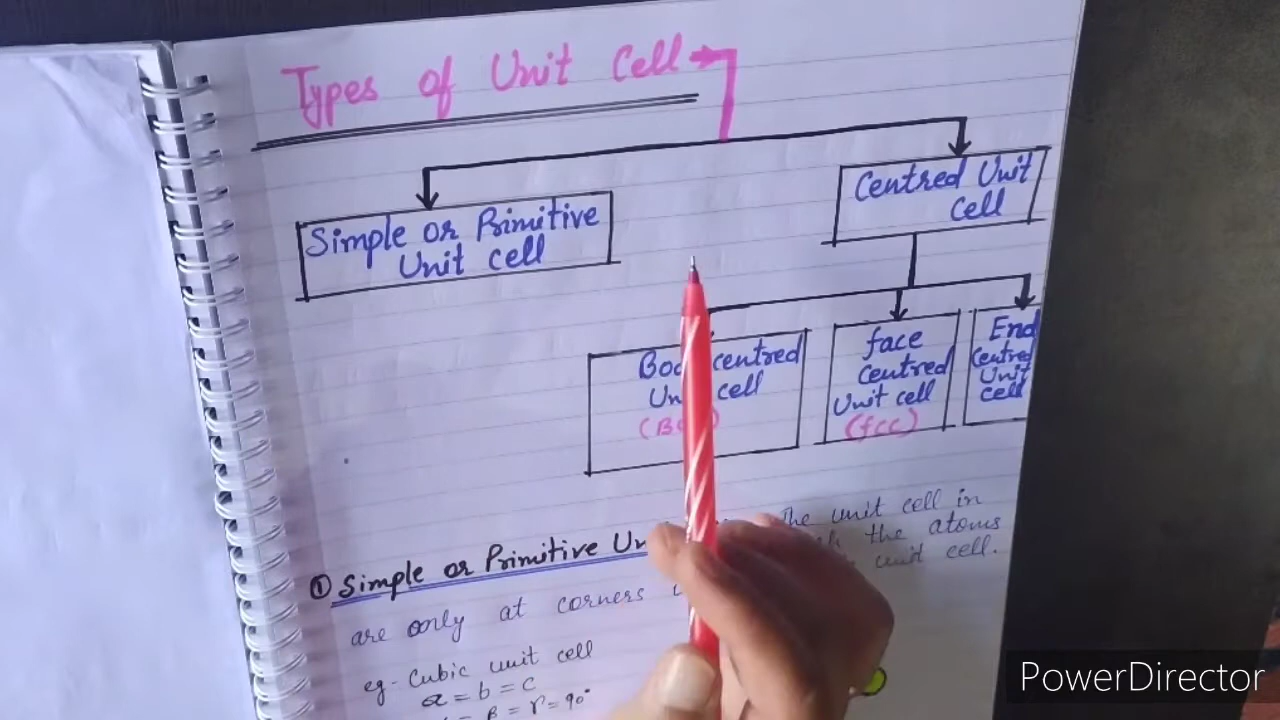 Types of Unit Cell
Simple or Primitive
Unit cell
Centred Unit
Cell
centred
cell
face
centred
Unit cell
(fcc)
End
Centred
Unit
cell
① Simple or Primitive
the unit cell in
the atoms
are only at corners
unit cell.
eg- Cubic unit cell
a = b = c
β = γ = 90°
PowerDirector